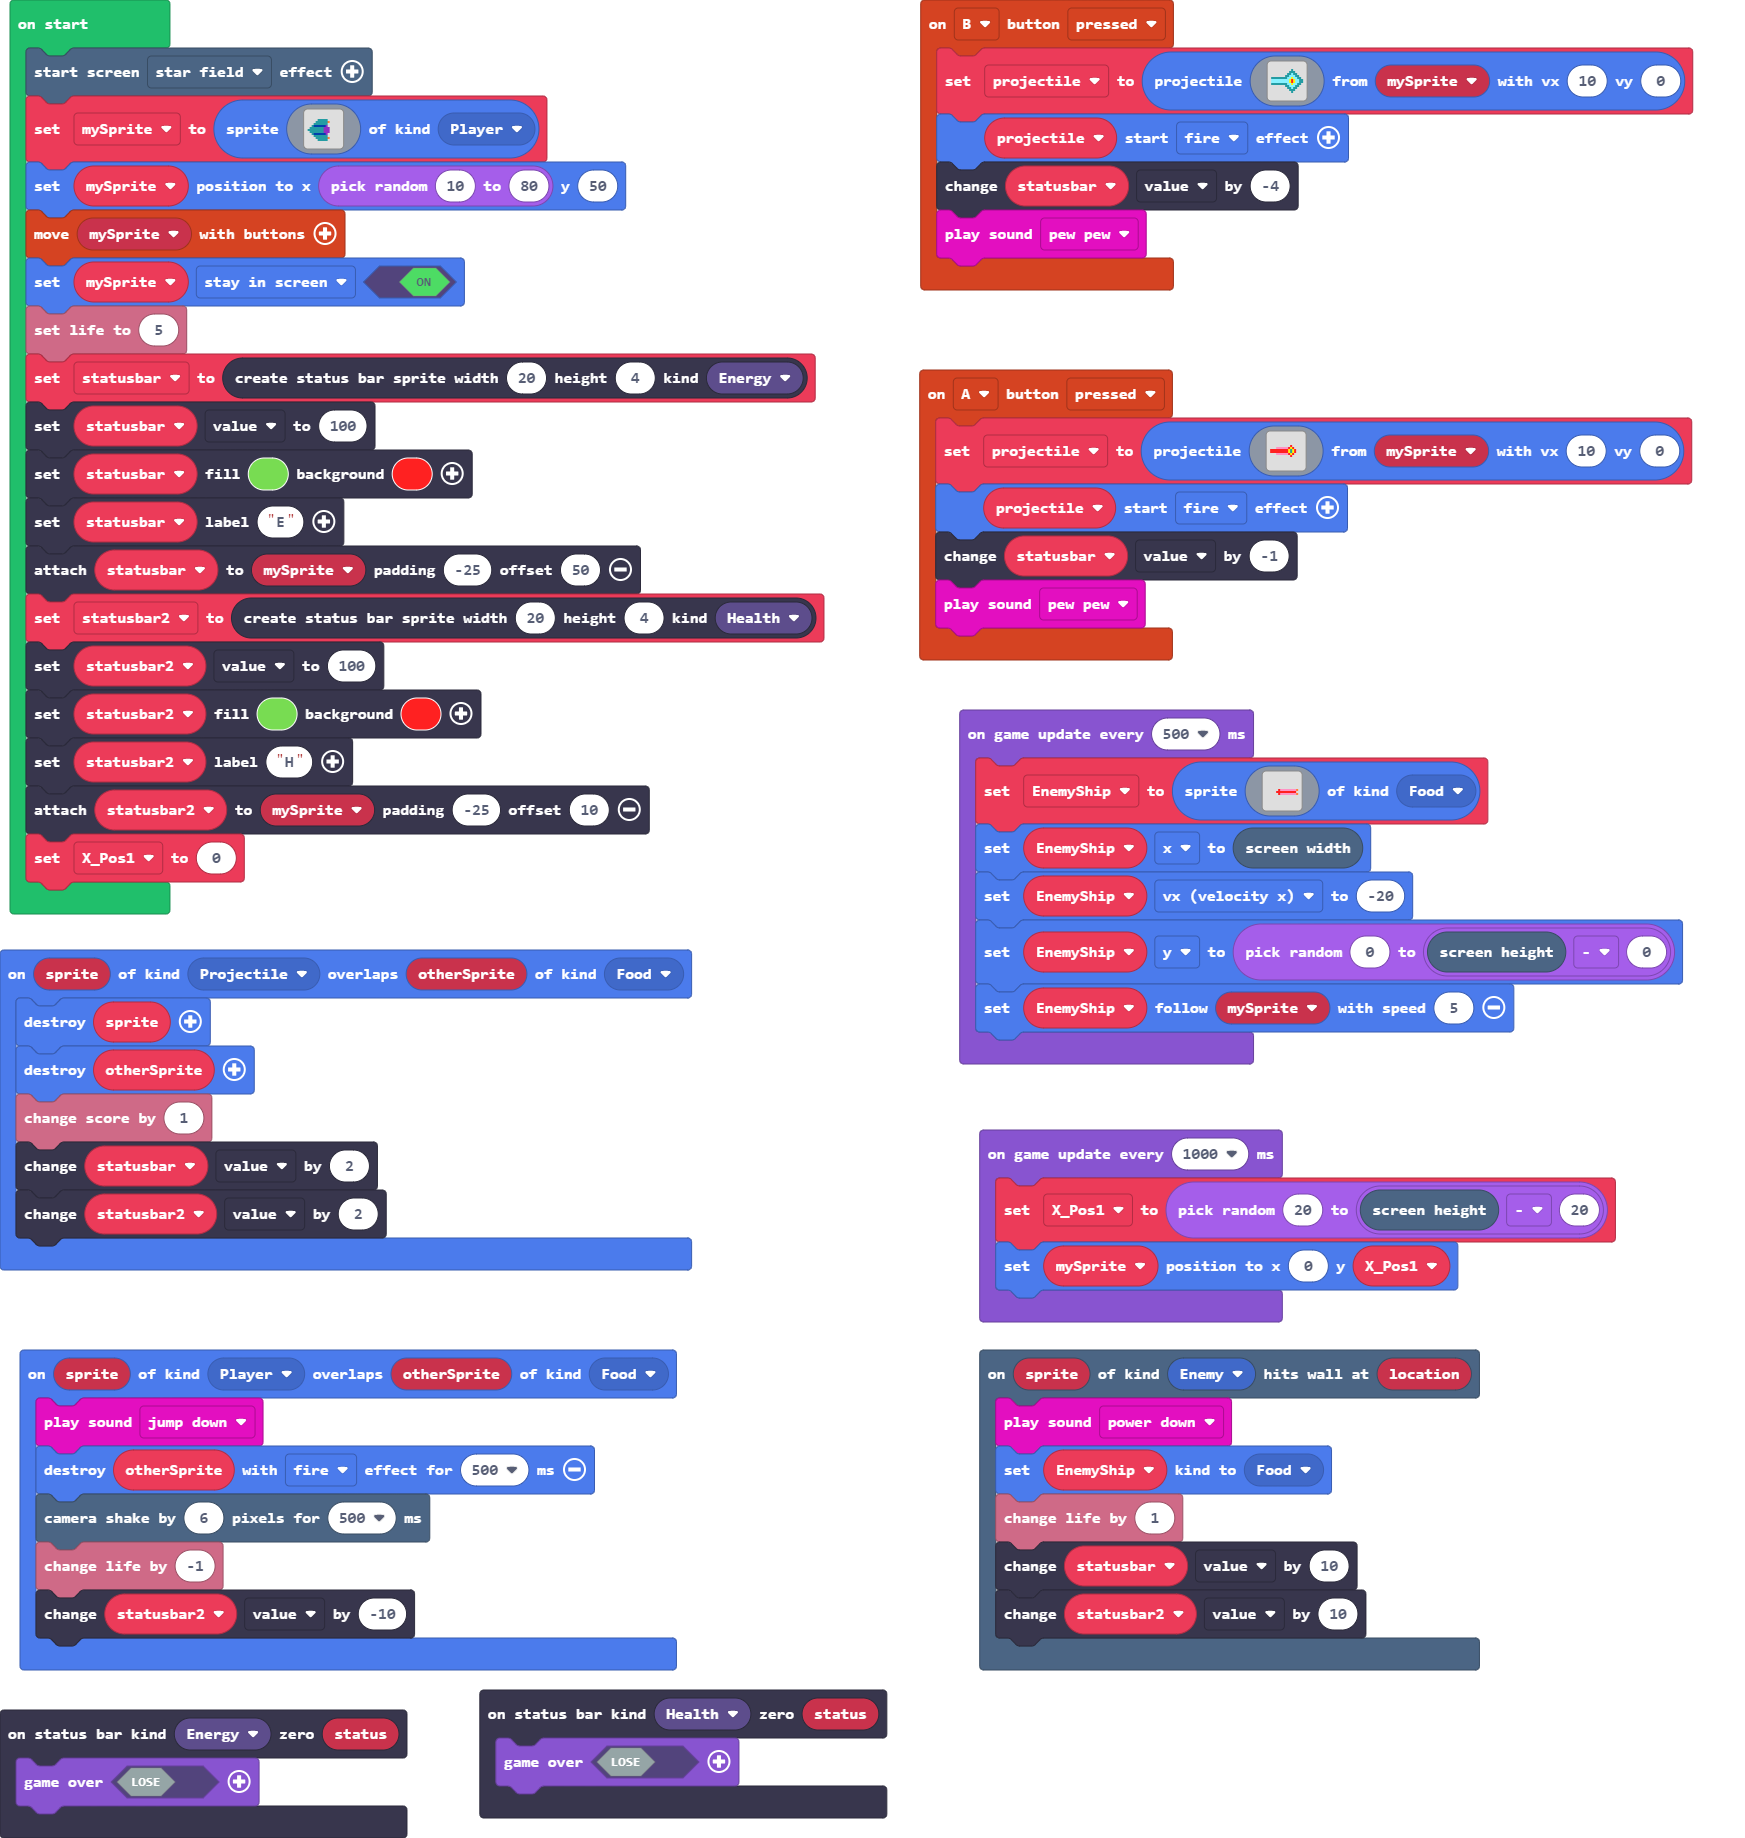 on start
start screen star field effect
set mySprite to sprite of kind Player
set mySprite position to x pick random 10 to 80 y 50
move mySprite with buttons
set mySprite stay in screen ON
set life to 5
set statusbar to create status bar sprite width 20 height 4 kind Energy
set statusbar value to 100
set statusbar fill background
set statusbar label "E"
attach statusbar to mySprite padding -25 offset 50
set statusbar2 to create status bar sprite width 20 height 4 kind Health
set statusbar2 value to 100
set statusbar2 fill background
set statusbar2 label "H"
attach statusbar2 to mySprite padding -25 offset 10
set X_Pos1 to 0
on sprite of kind Projectile overlaps otherSprite of kind Food
destroy sprite
destroy otherSprite
change score by 1
change statusbar value by 2
change statusbar2 value by 2
on sprite of kind Player overlaps otherSprite of kind Food
play sound jump down
destroy otherSprite with fire effect for 500 ms
camera shake by 6 pixels for 500 ms
change life by -1
change statusbar2 value by -10
on status bar kind Energy zero status
game over LOSE
on status bar kind Health zero status
game over LOSE
on B button pressed
set projectile to projectile from mySprite with vx 10 vy 0
projectile start fire effect
change statusbar value by -4
play sound pew pew
on A button pressed
set projectile to projectile from mySprite with vx 10 vy 0
projectile start fire effect
change statusbar value by -1
play sound pew pew
on game update every 500 ms
set EnemyShip to sprite of kind Food
set EnemyShip x to screen width
set EnemyShip vx (velocity x) to -20
set EnemyShip y to pick random 0 to screen height - 0
set EnemyShip follow mySprite with speed 5
on game update every 1000 ms
set X_Pos1 to pick random 20 to screen height - 20
set mySprite position to x 0 y X_Pos1
on sprite of kind Enemy hits wall at location
play sound power down
set EnemyShip kind to Food
change life by 1
change statusbar value by 10
change statusbar2 value by 10